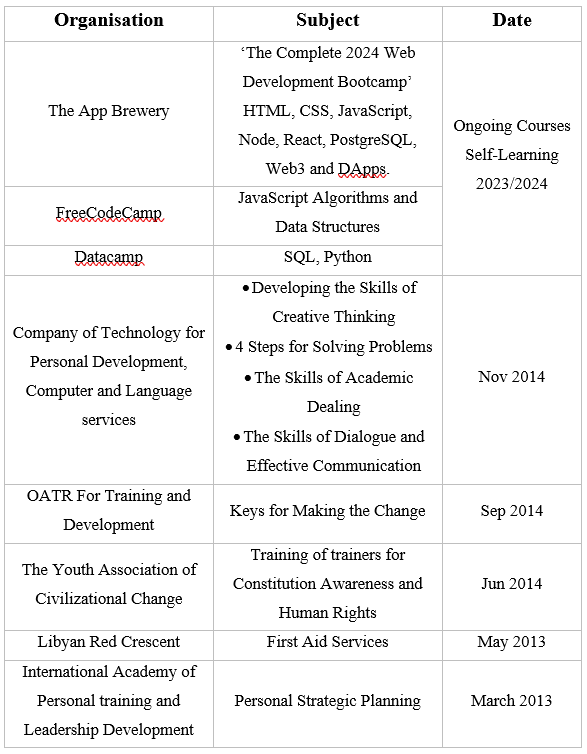 Organisation
Subject
Date
The App Brewery
‘The Complete 2024 Web
Development Bootcamp’
HTML, CSS, JavaScript,
Node, React, PostgreSQL,
Web3 and DApps.
Ongoing Courses
Self-Learning
2023/2024
FreeCodeCamp
JavaScript Algorithms and
Data Structures
Datacamp
SQL, Python
Company of Technology for
Personal Development,
Computer and Language
services
• Developing the Skills of
Creative Thinking
• 4 Steps for Solving Problems
• The Skills of Academic
Dealing
• The Skills of Dialogue and
Effective Communication
Nov 2014
OATR For Training and
Development
Keys for Making the Change
Sep 2014
The Youth Association of
Civilizational Change
Training of trainers for
Constitution Awareness and
Human Rights
Jun 2014
Libyan Red Crescent
First Aid Services
May 2013
International Academy of
Personal training and
Leadership Development
Personal Strategic Planning
March 2013